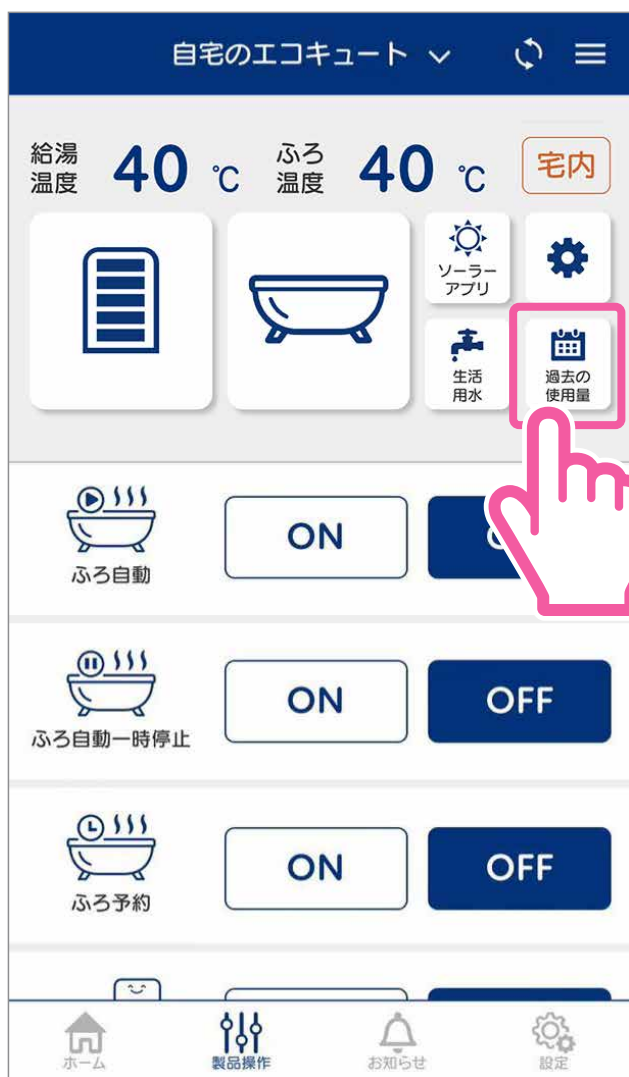 自宅のエコキュート
給湯
温度
40 ℃
ふろ
温度
40 ℃
宅内
ソーラー
アプリ
生活
用水
過去の
使用量
ふろ自動
ON
ふろ自動一時停止
ON
OFF
ふろ予約
ON
OFF
ホーム
製品操作
お知らせ
設定